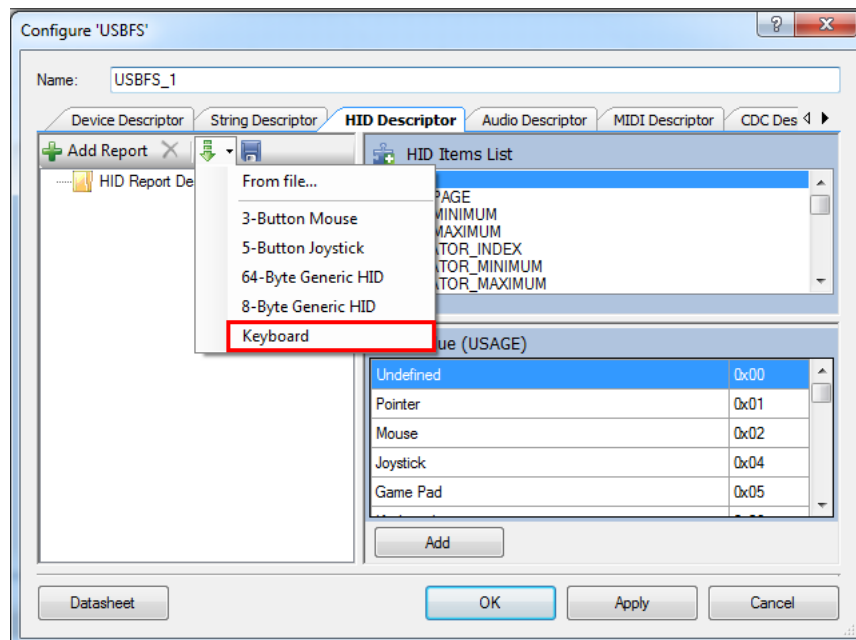 Configure 'USBFS'
Name: USBFS_1
Device Descriptor String Descriptor HID Descriptor Audio Descriptor MIDI Descriptor CDC Des
Add Report
HID Items List
HID Report De
From file...
3-Button Mouse
5-Button Joystick
64-Byte Generic HID
8-Byte Generic HID
Keyboard
PAGE
MINIMUM
MAXIMUM
ATOR_INDEX
ATOR_MINIMUM
ATOR_MAXIMUM
ue (USAGE)
Undefined 0x00
Pointer 0x01
Mouse 0x02
Joystick 0x04
Game Pad 0x05
Add
Datasheet OK Apply Cancel